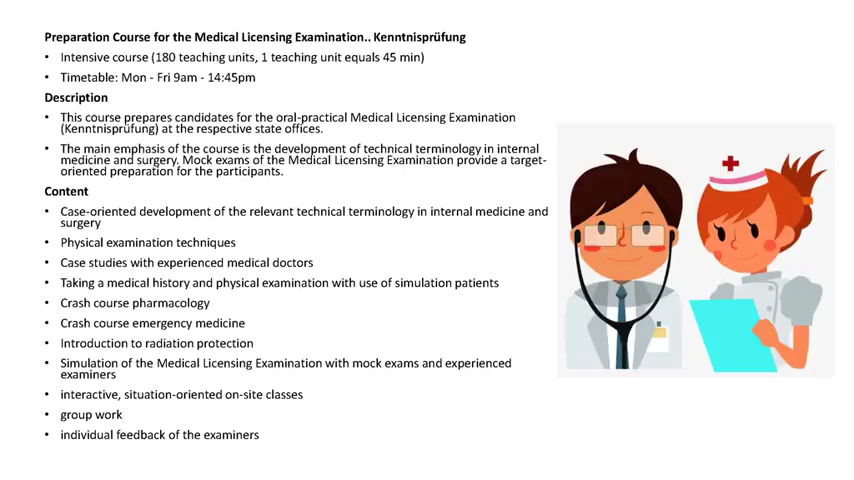 Preparation Course for the Medical Licensing Examination.. Kenntnisprüfung
• Intensive course (180 teaching units, 1 teaching unit equals 45 min)
• Timetable: Mon - Fri 9am - 14:45pm
Description
• This course prepares candidates for the oral-practical Medical Licensing Examination
(Kenntnisprüfung) at the respective state offices.
• The main emphasis of the course is the development of technical terminology in internal
medicine and surgery. Mock exams of the Medical Licensing Examination provide a target-
oriented preparation for the participants.
Content
• Case-oriented development of the relevant technical terminology in internal medicine and
surgery
• Physical examination techniques
• Case studies with experienced medical doctors
• Taking a medical history and physical examination with use of simulation patients
• Crash course pharmacology
• Crash course emergency medicine
• Introduction to radiation protection
• Simulation of the Medical Licensing Examination with mock exams and experienced
examiners
• interactive, situation-oriented on-site classes
• group work
• individual feedback of the examiners